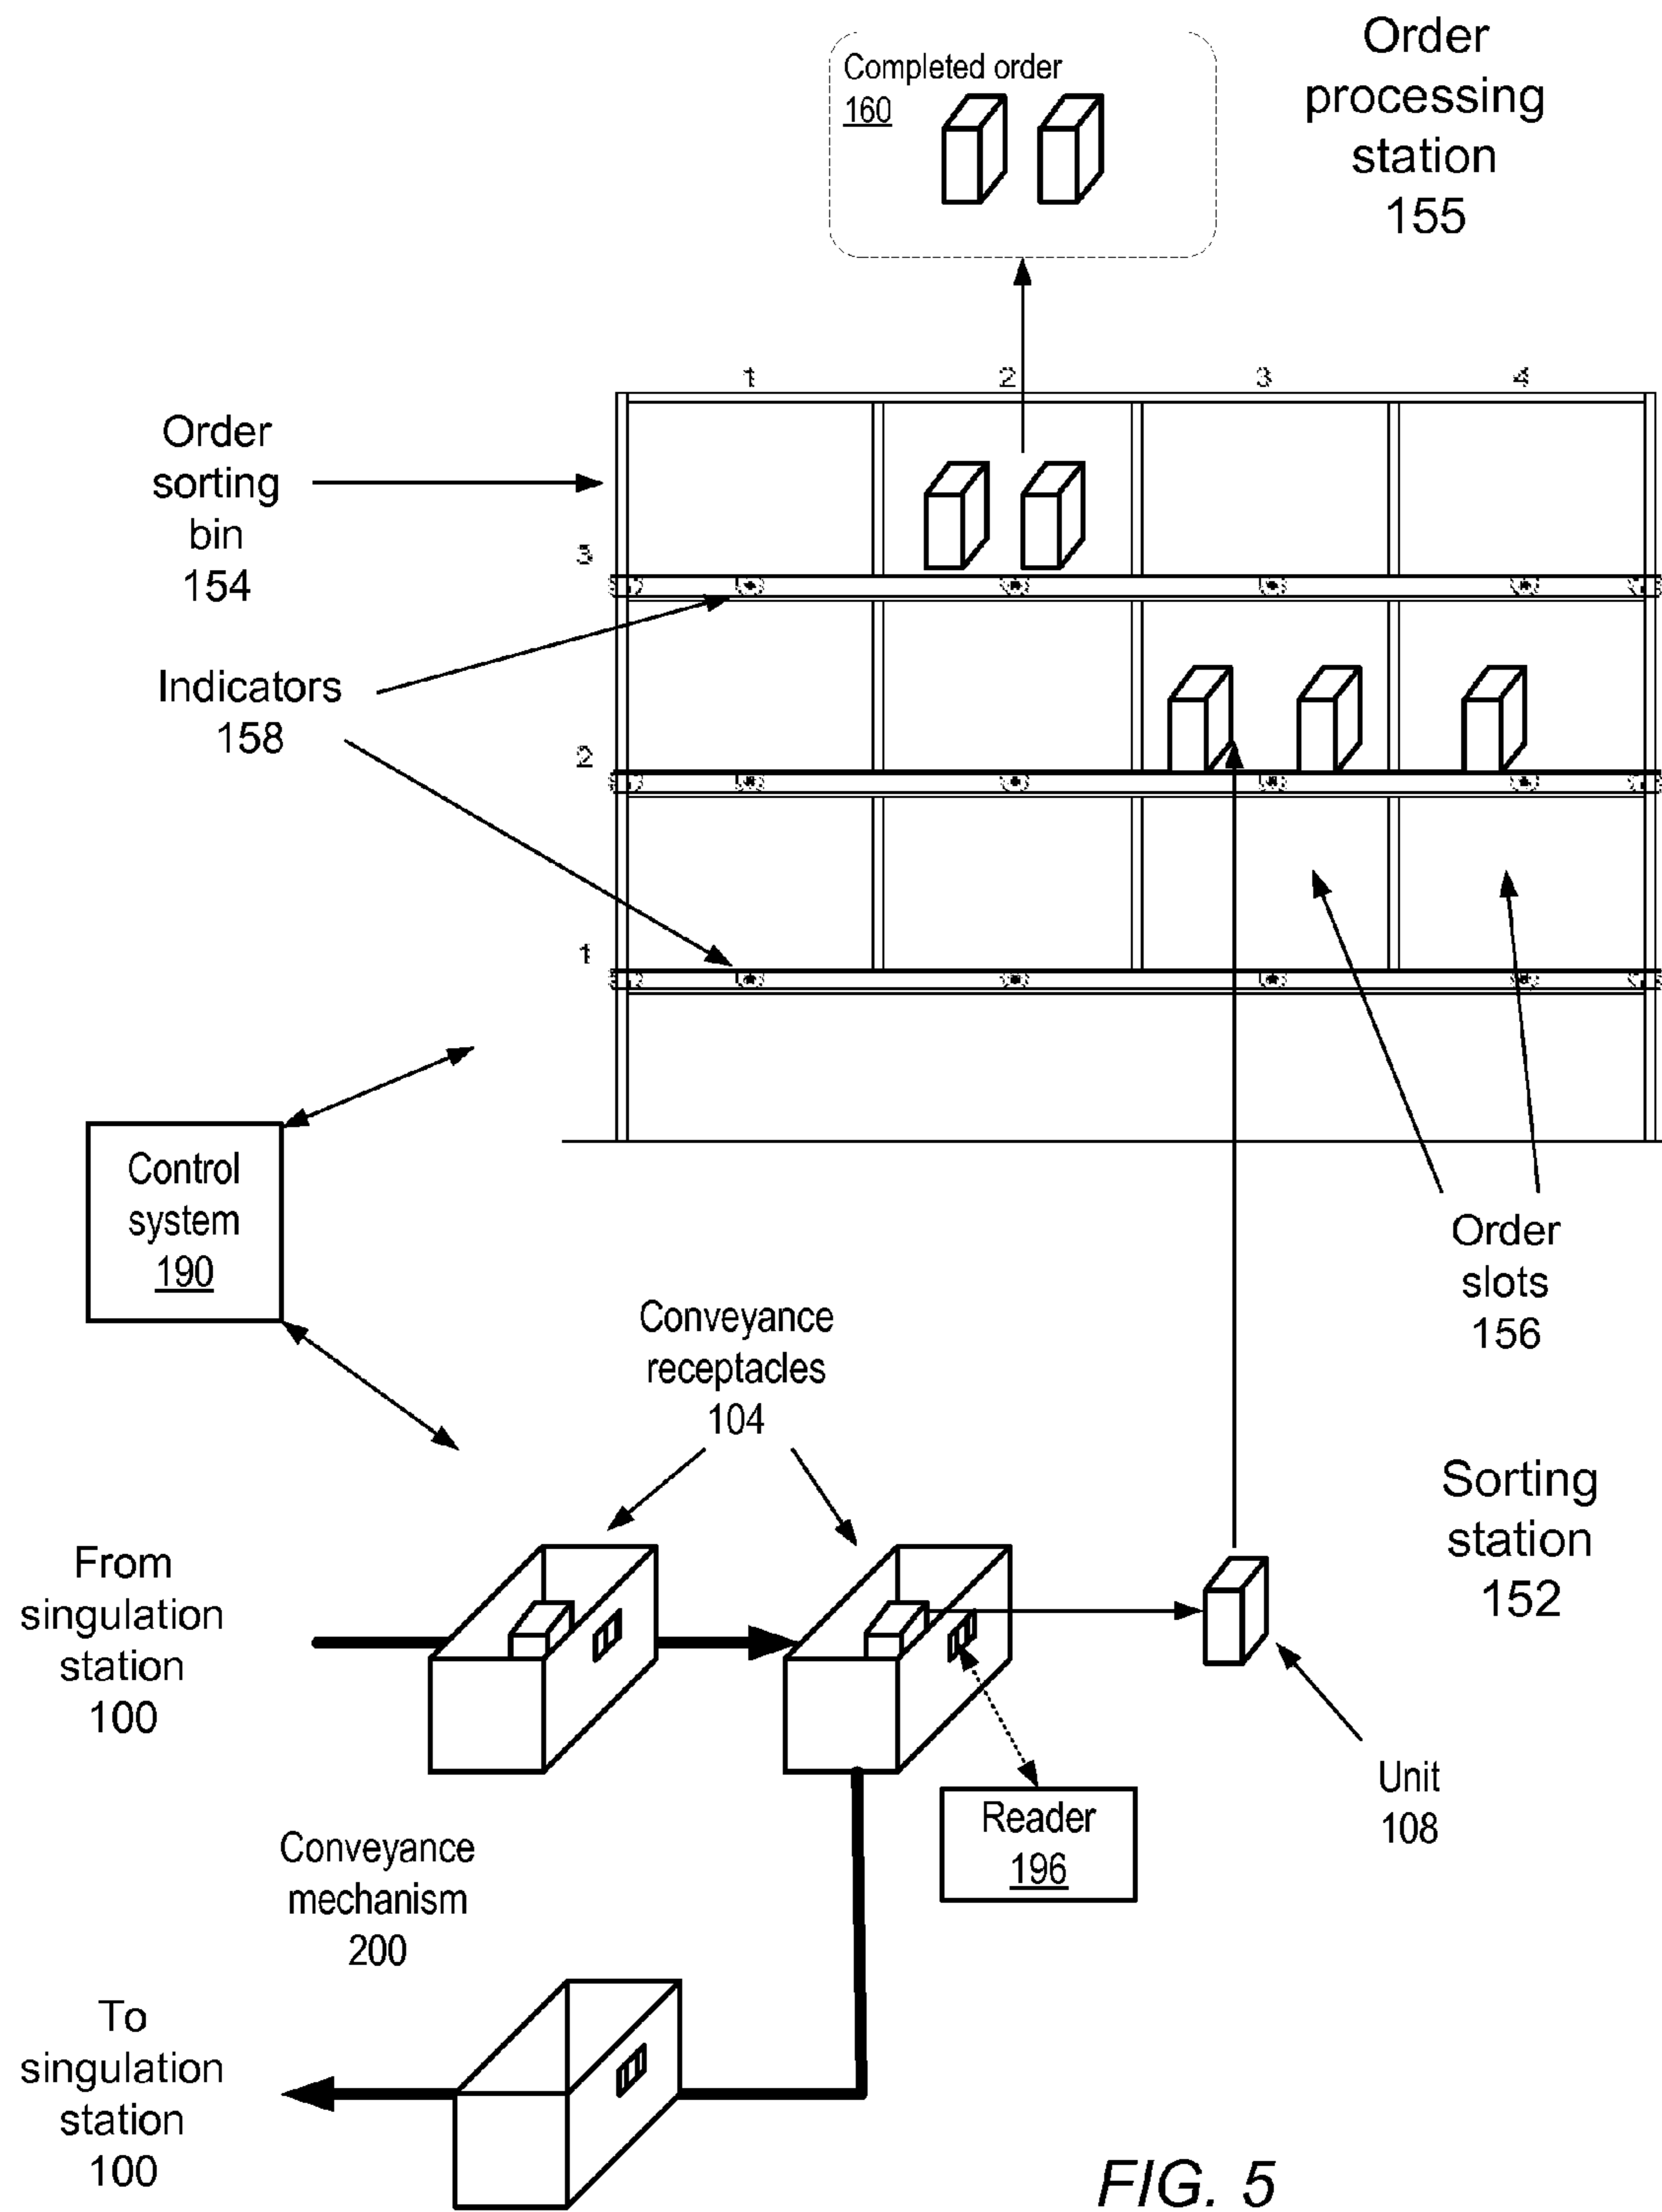 Completed order
160
Order
processing
station
155
1
2
3
4
Order
sorting
bin
154
3
Indicators
158
2
1
Control
system
190
Order
slots
156
Conveyance
receptacles
104
Sorting
station
152
From
singulation
station
100
Unit
108
Reader
196
Conveyance
mechanism
200
To
singulation
station
100
FIG. 5